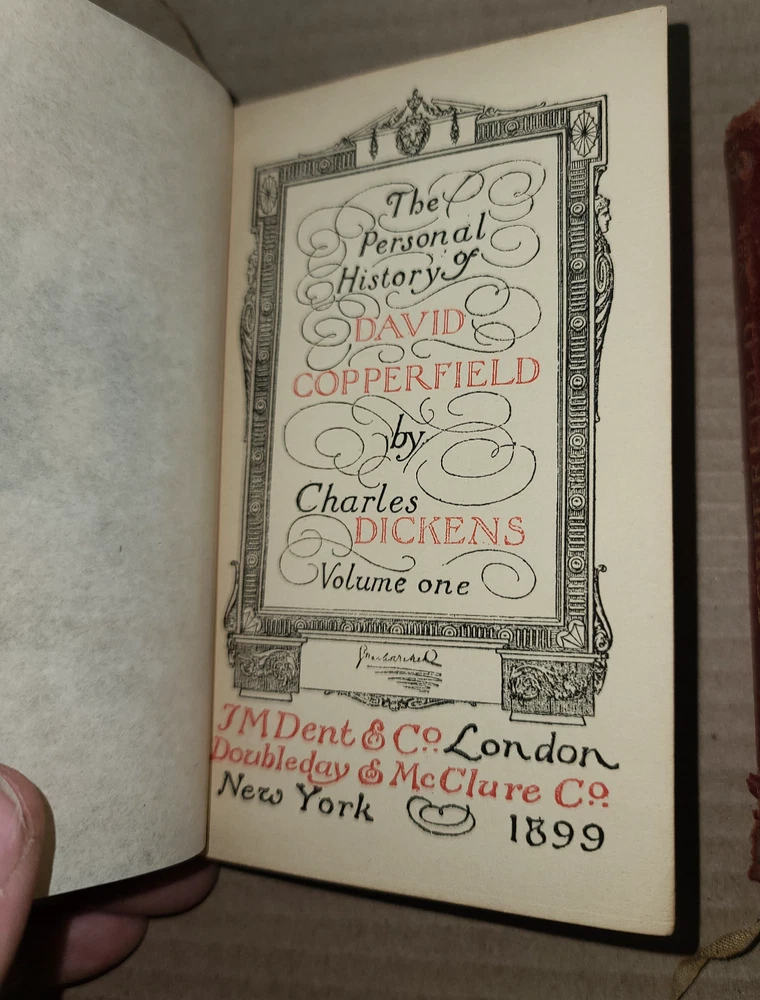 The
Personal
History of
DAVID
COPPERFIELD
by
Charles
DICKENS
Volume one
JM Dent & Co. London
Doubleday & McClure Co.
New York 1899